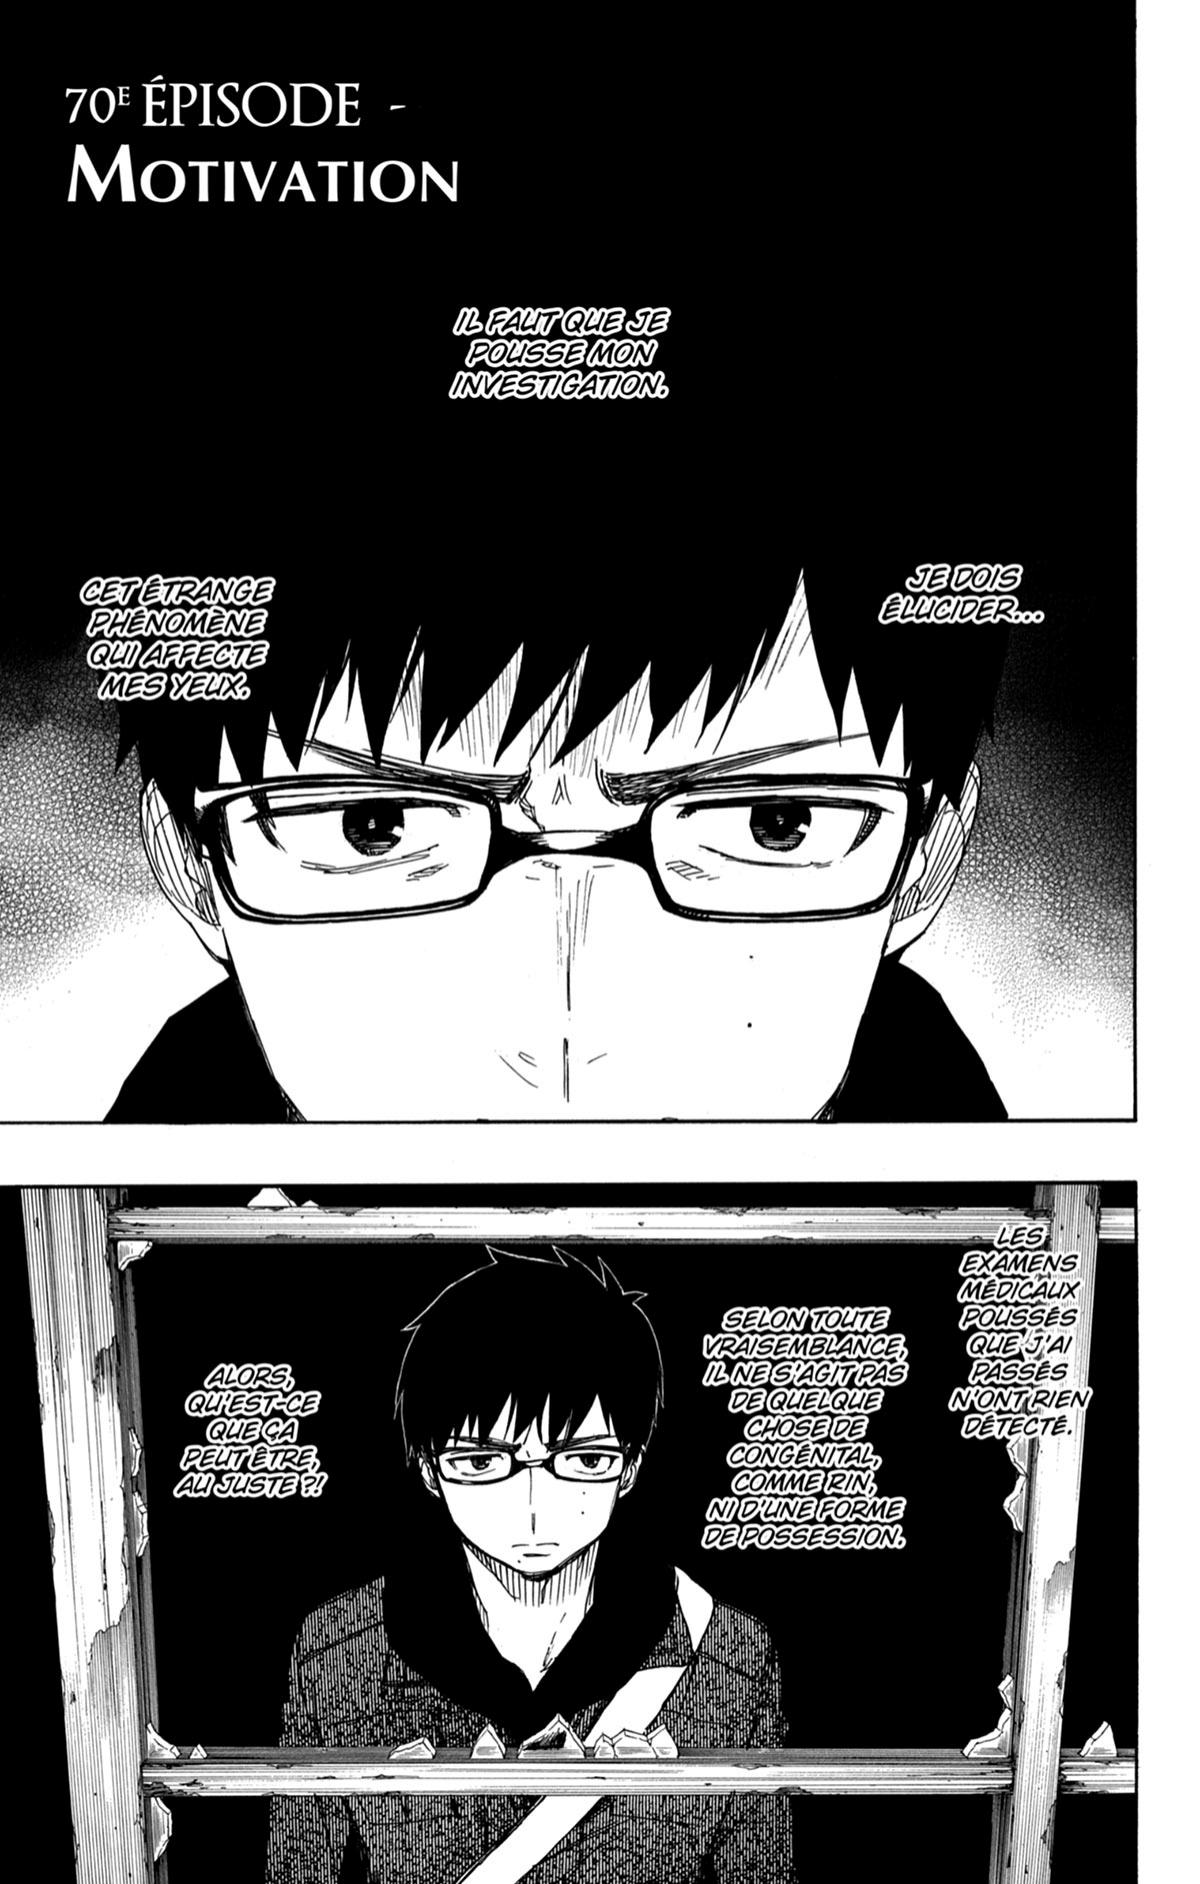 70E ÉPISODE -
MOTIVATION
IL FAUT QUE JE
POUSSE MON
INVESTIGATION.
JE DOIS
ÉLUCIDER...
CET ÉTRANGE
PHÉNOMÈNE
QUI AFFECTE
MES YEUX.
LES
EXAMENS
MÉDICAUX
POUSSÉS
QUE J'AI
PASSÉS
N'ONT RIEN
DÉTECTÉ.
SELON TOUTE
VRAISEMBLANCE,
IL NE S'AGIT PAS
DE QUELQUE
CHOSE DE
CONGÉNITAL,
COMME RIN,
NI D'UNE FORME
DE POSSESSION.
ALORS,
QU'EST-CE
QUE ÇA
PEUT ÊTRE,
AU JUSTE ?!